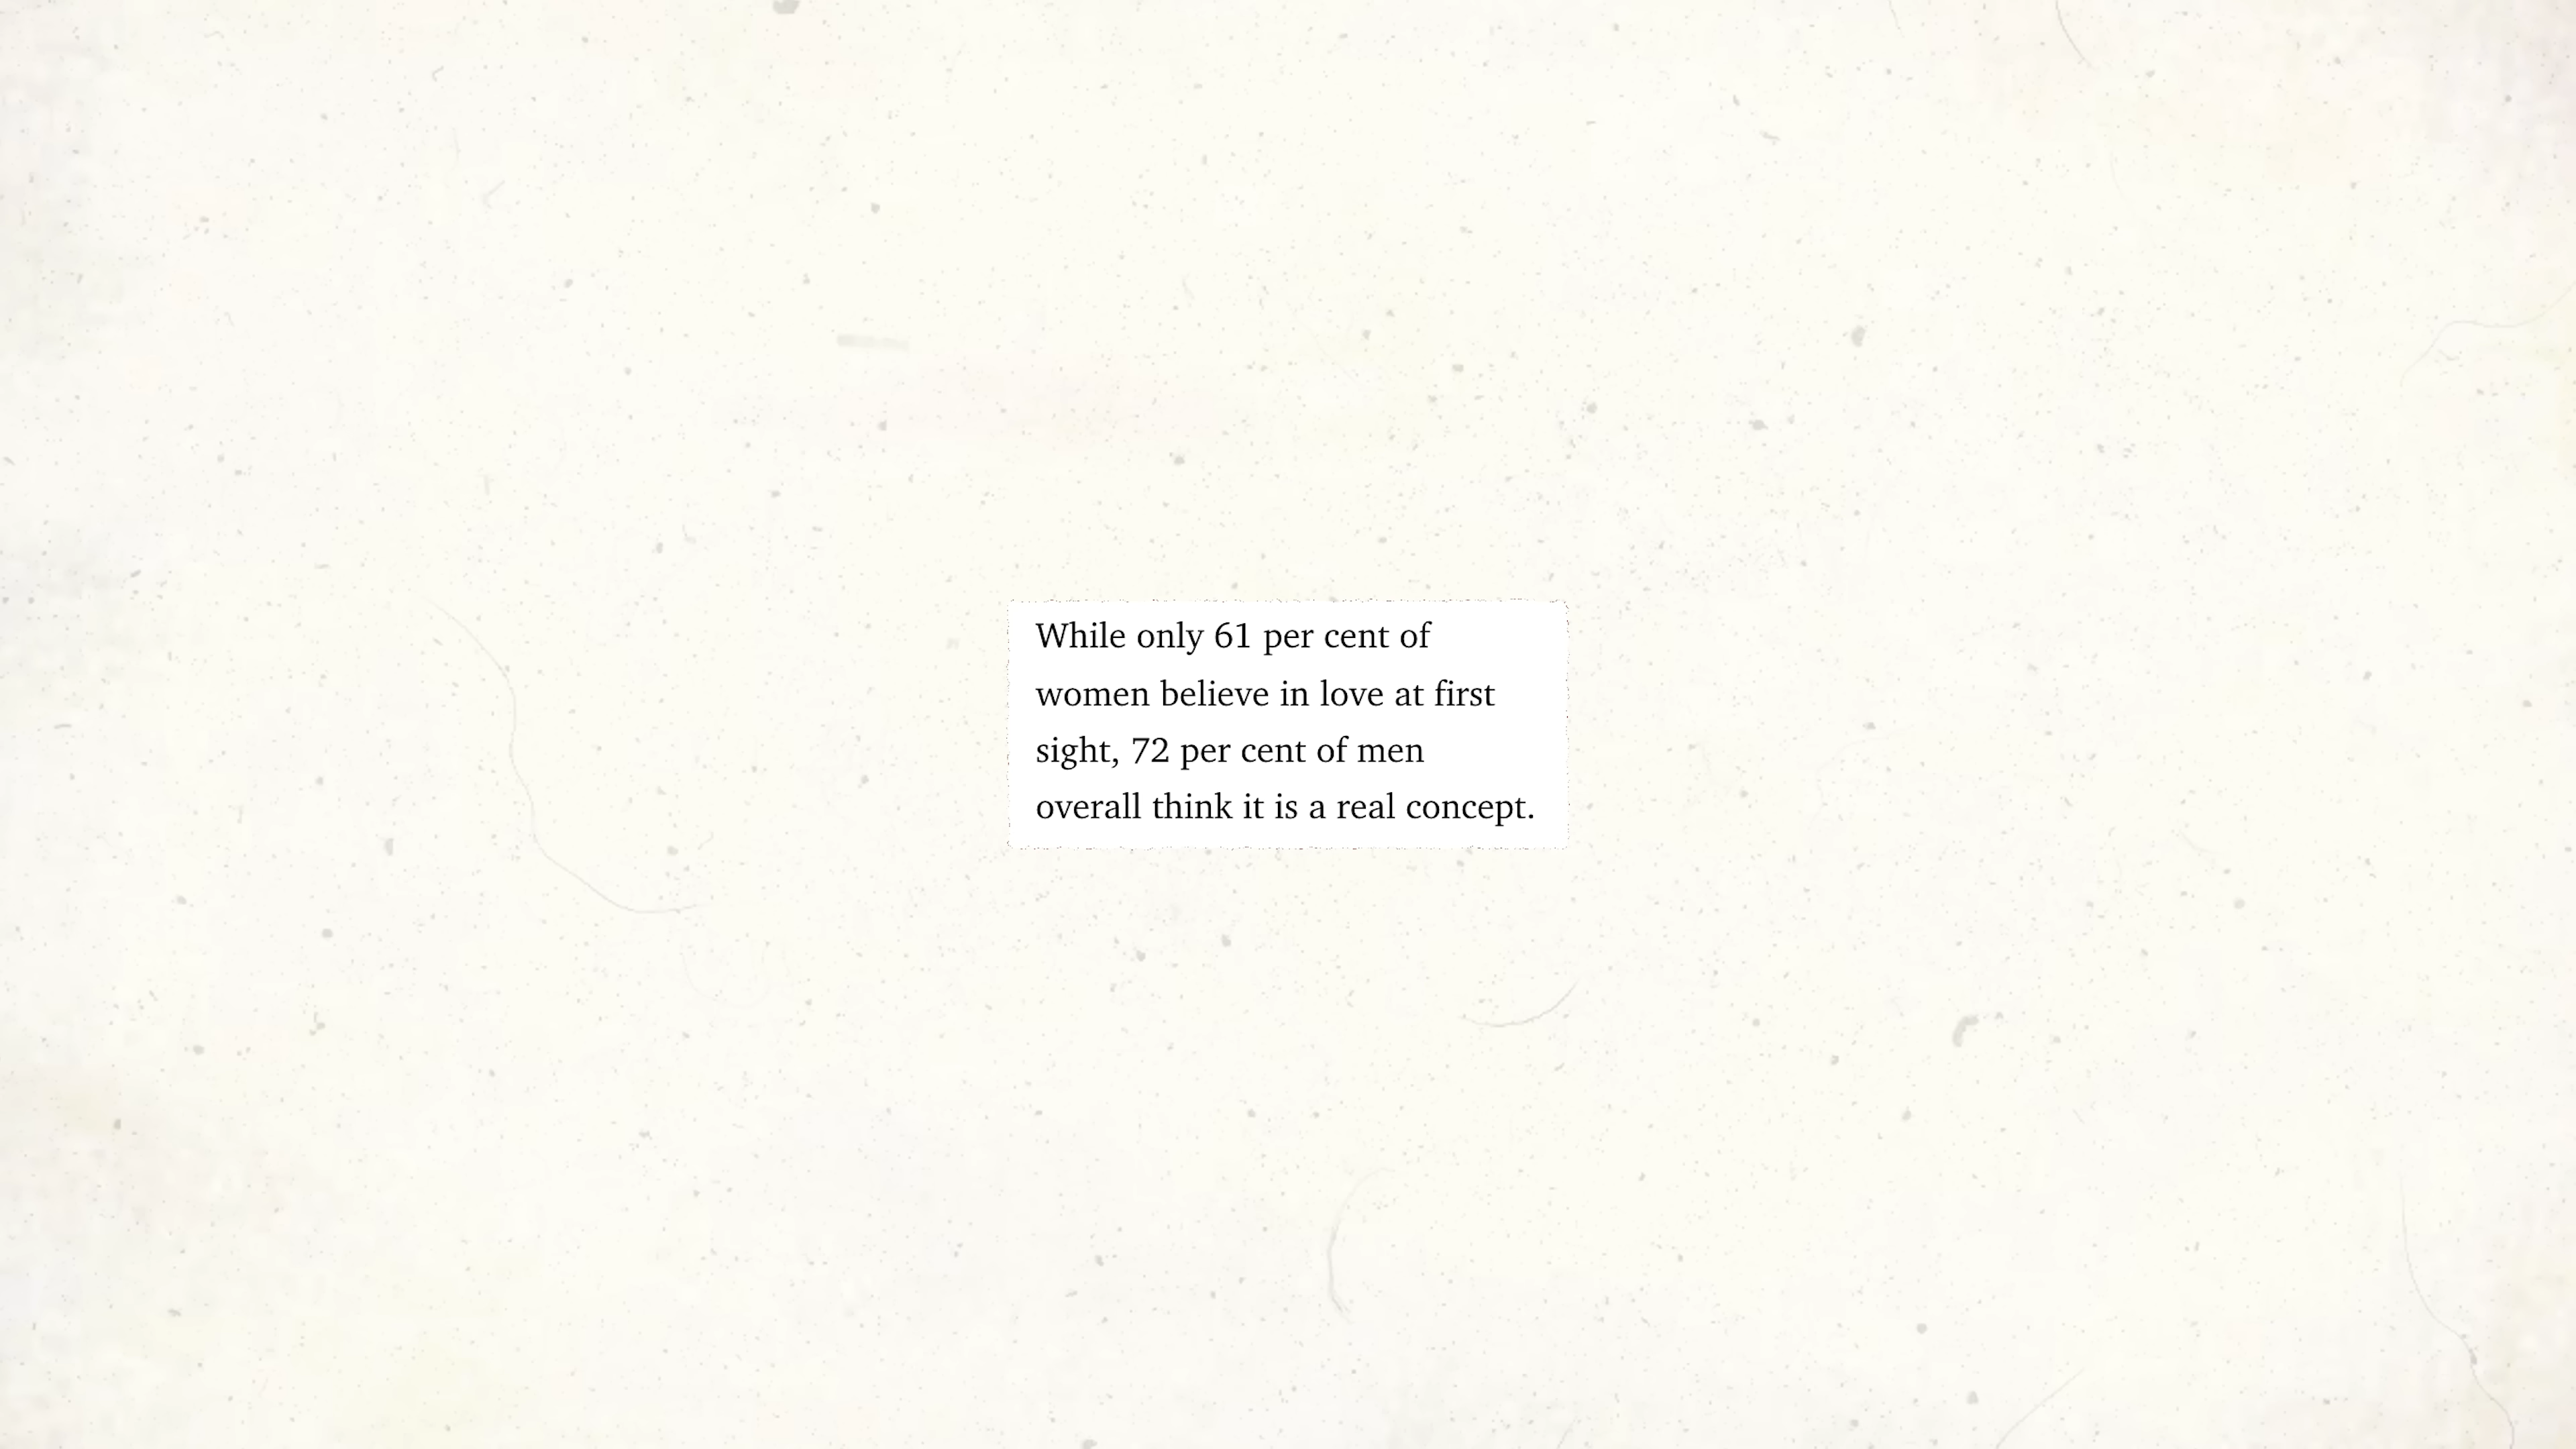 While only 61 per cent of
women believe in love at first
sight, 72 per cent of men
overall think it is a real concept.